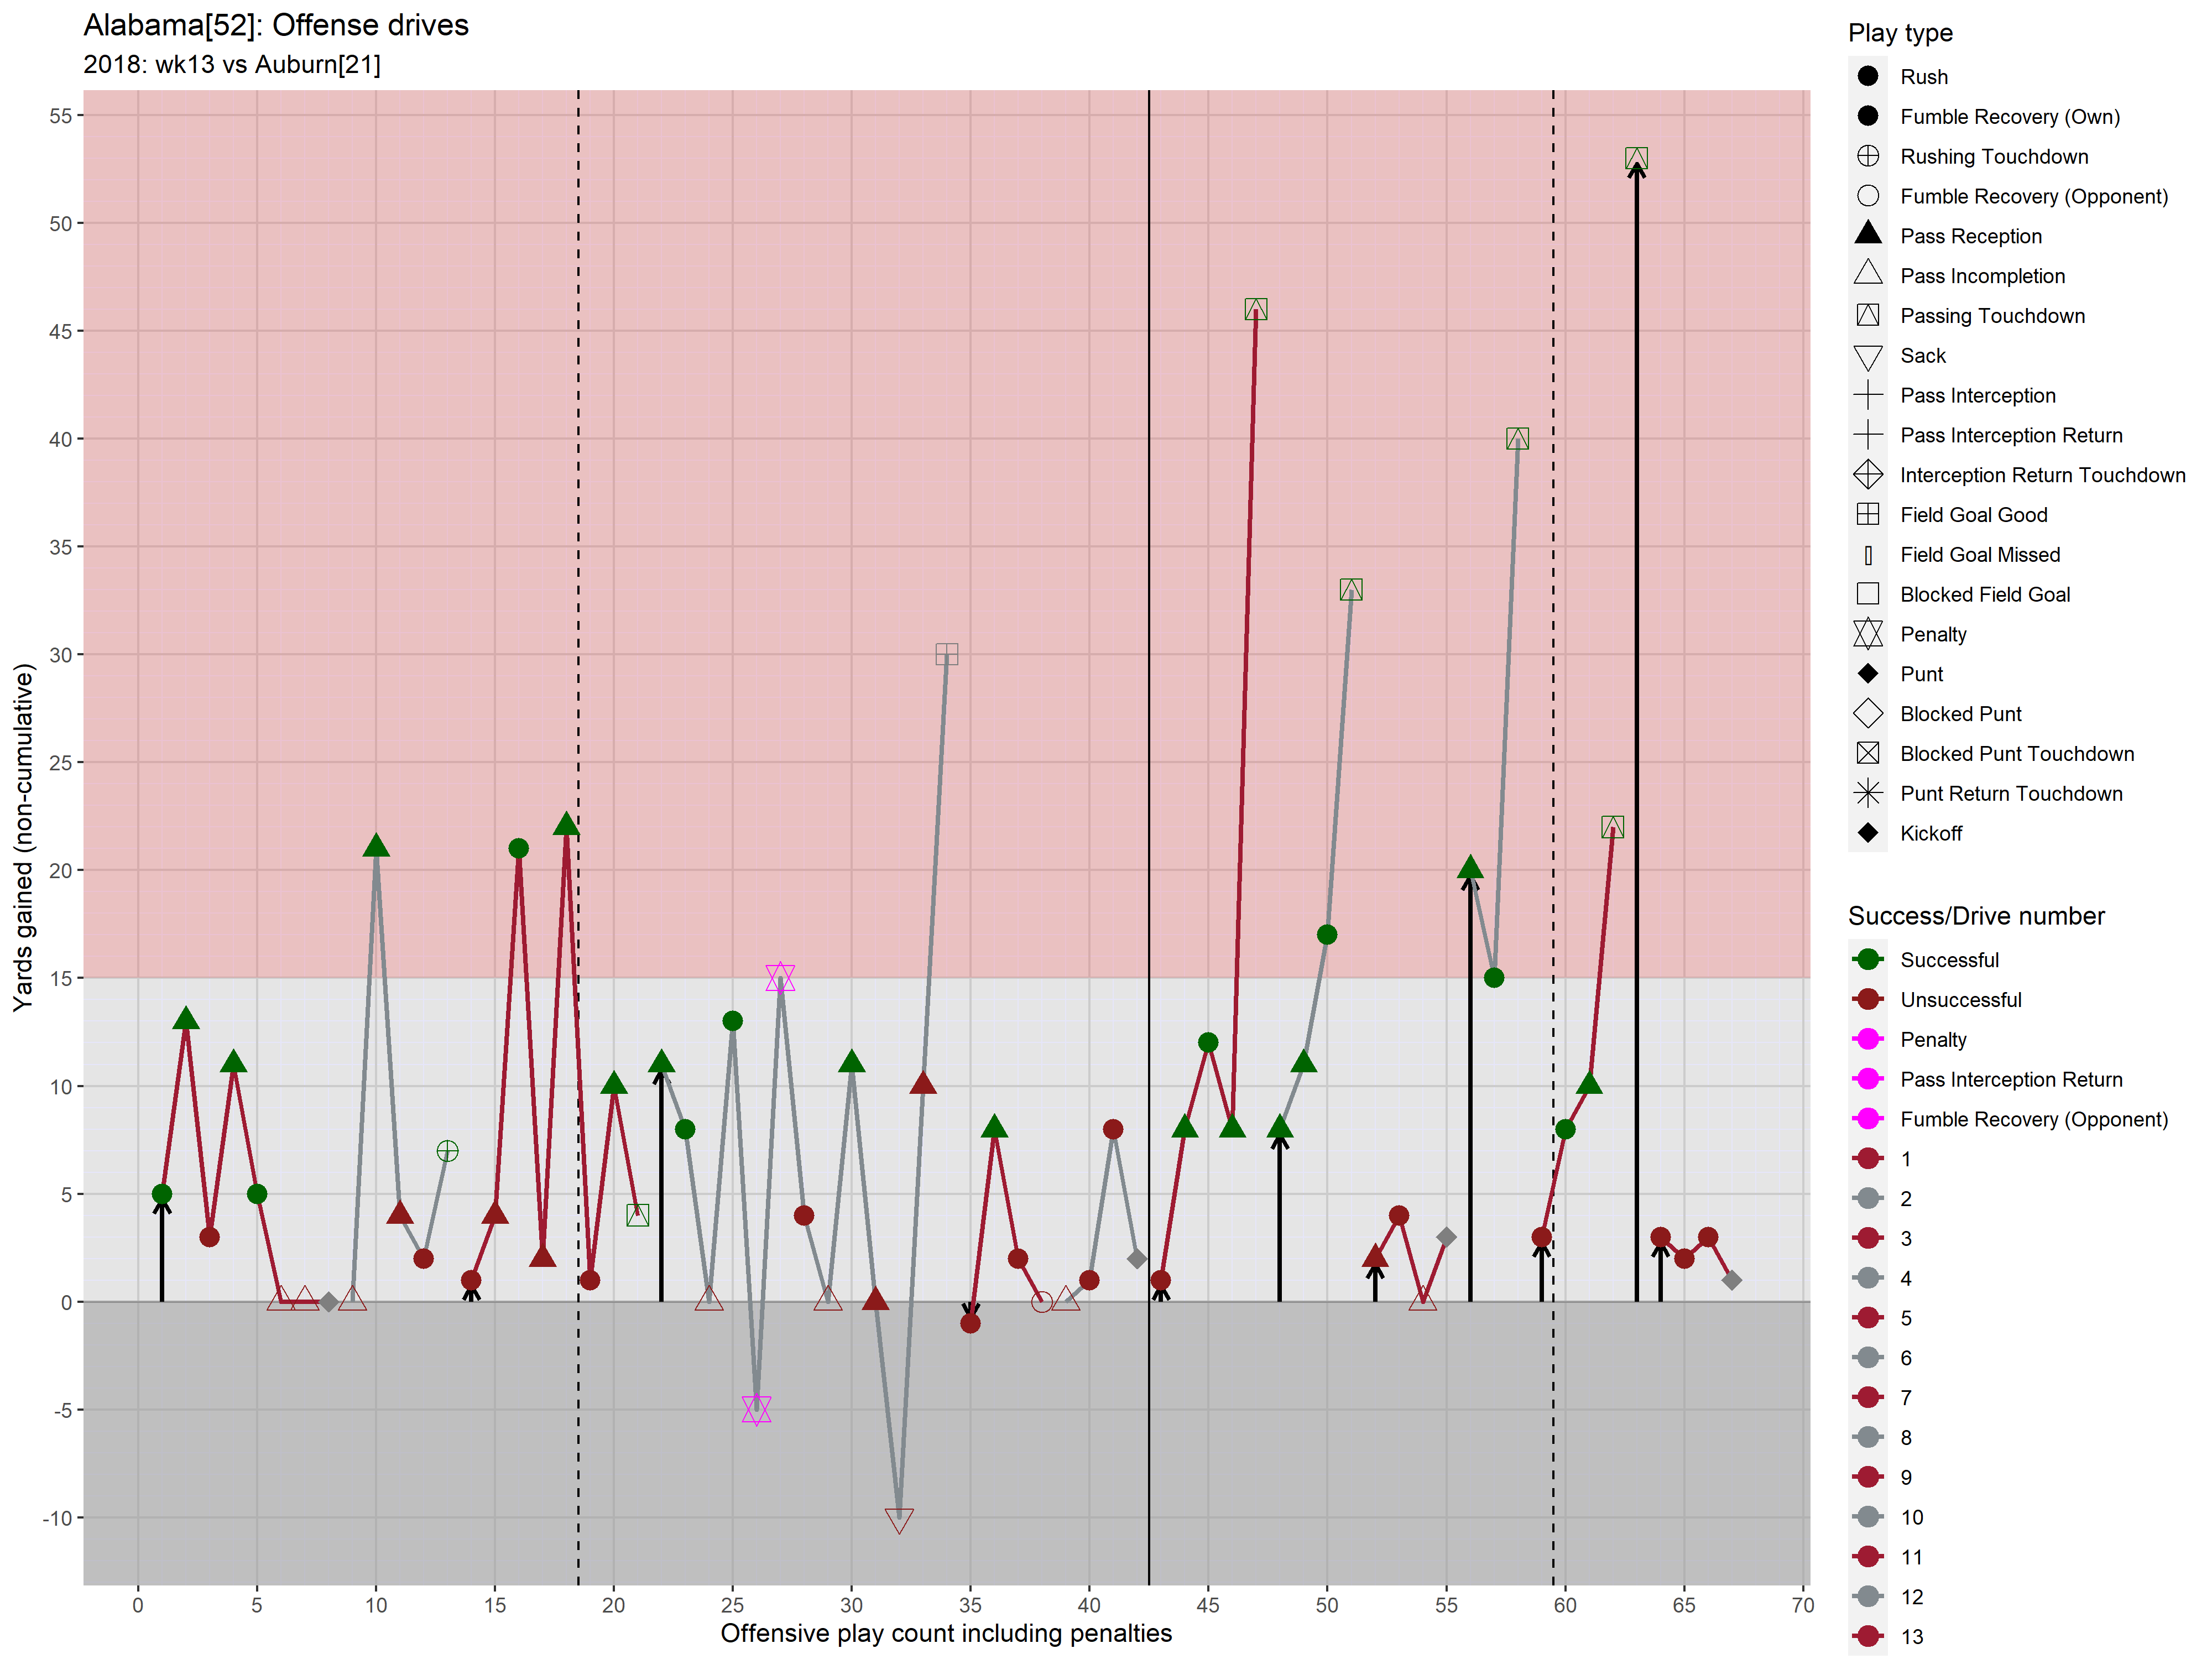 Alabama[52]: Offense drives
2018: wk13 vs Auburn[21]
Yards gained (non-cumulative)
55
50
45
40
35
30
25
20
15
10
5
0
-5
-10
0 5 10 15 20 25 30 35 40 45 50 55 60 65 70
Offensive play count including penalties
Play type
Rush
Fumble Recovery (Own)
Rushing Touchdown
Fumble Recovery (Opponent)
Pass Reception
Pass Incompletion
Passing Touchdown
Sack
Pass Interception
Pass Interception Return
Interception Return Touchdown
Field Goal Good
Field Goal Missed
Blocked Field Goal
Penalty
Punt
Blocked Punt
Blocked Punt Touchdown
Punt Return Touchdown
Kickoff
Success/Drive number
Successful
Unsuccessful
Penalty
Pass Interception Return
Fumble Recovery (Opponent)
1
2
3
4
5
6
7
8
9
10
11
12
13